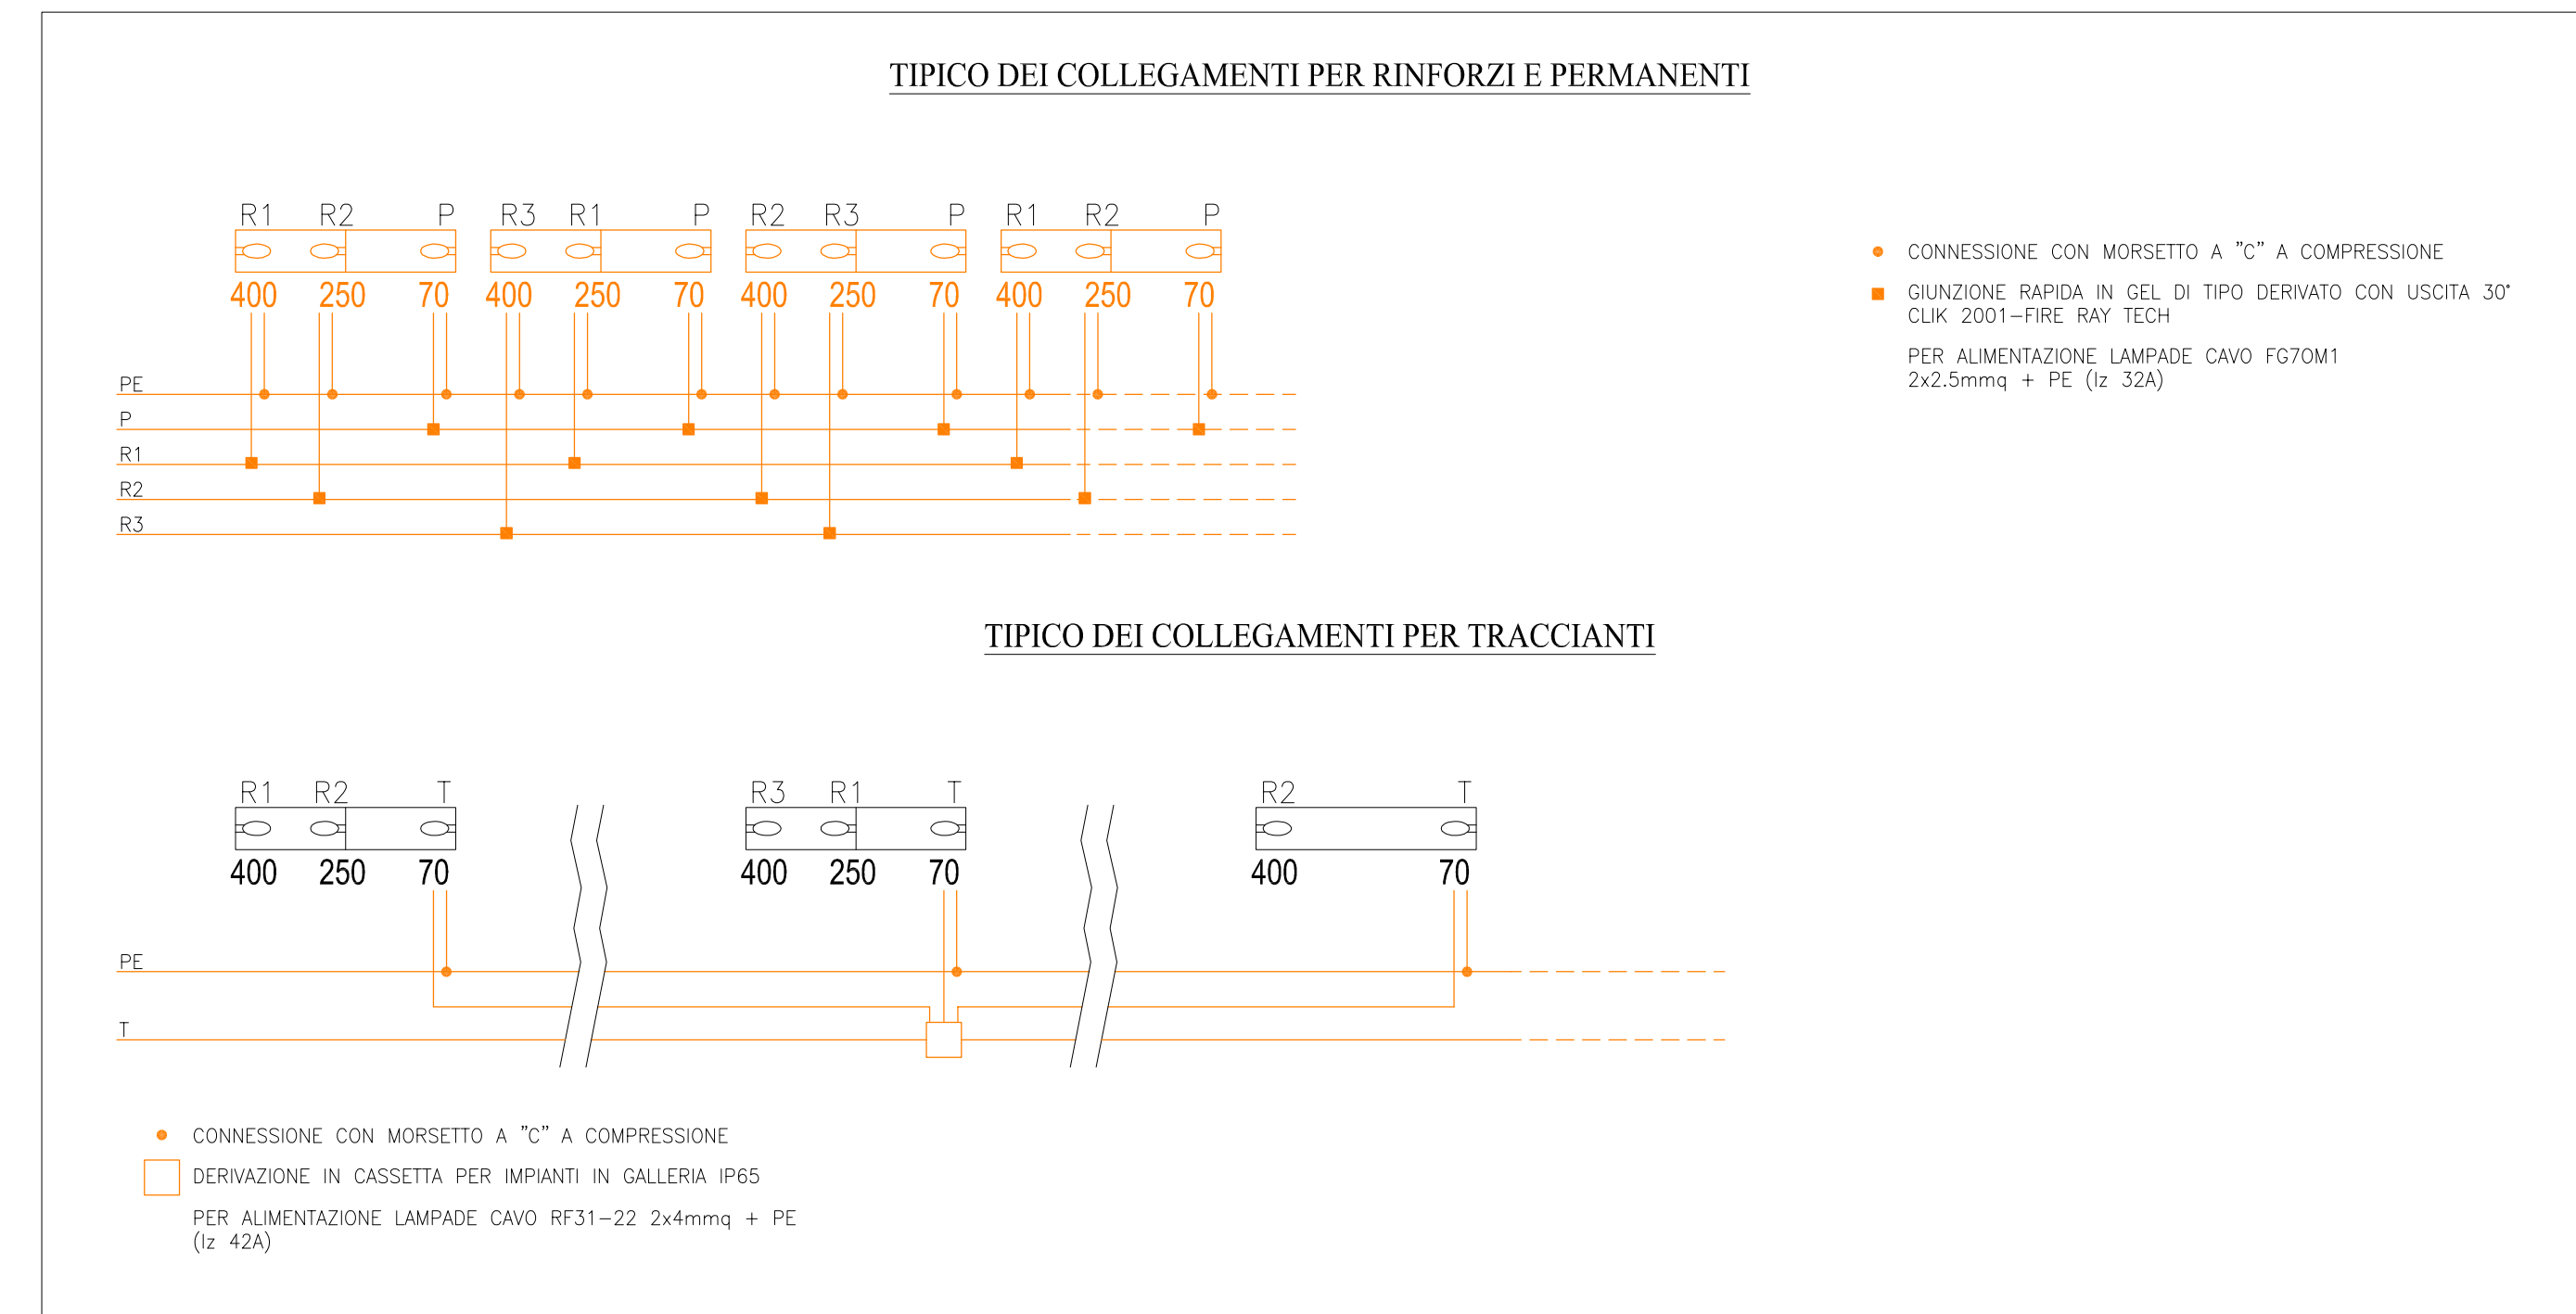 TIPICO DEI COLLEGAMENTI PER RINFORZI E PERMANENTI
R1 R2 P R3 R1 P R2 R3 P R1 R2 P
400 250 70 400 250 70 400 250 70 400 250 70
PE
P
R1
R2
R3
CONNESSIONE CON MORSETTO A "C" A COMPRESSIONE
GIUNZIONE RAPIDA IN GEL DI TIPO DERIVATO CON USCITA 30°
CLIK 2001-FIRE RAY TECH
PER ALIMENTAZIONE LAMPADE CAVO FG7OM1
2x2.5mmq + PE (Iz 32A)
TIPICO DEI COLLEGAMENTI PER TRACCIANTI
R1 R2 T R3 R1 T R2 T
400 250 70 400 250 70 400 70
PE
T
CONNESSIONE CON MORSETTO A "C" A COMPRESSIONE
DERIVAZIONE IN CASSETTA PER IMPIANTI IN GALLERIA IP65
PER ALIMENTAZIONE LAMPADE CAVO RF31-22 2x4mmq + PE
(Iz 42A)